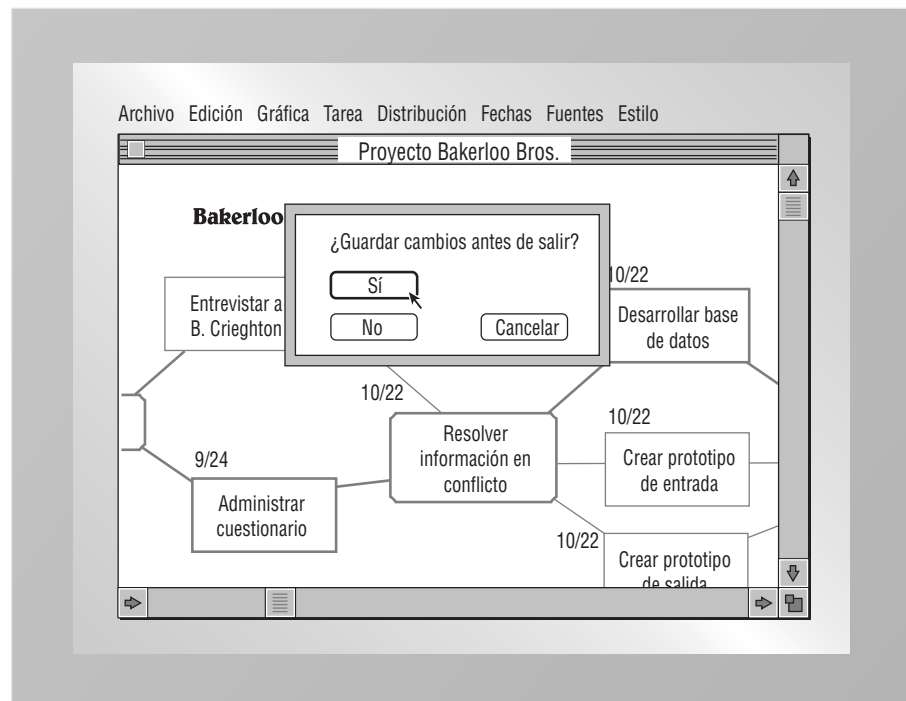 Archivo Edición Gráfica Tarea Distribución Fechas Fuentes Estilo
Proyecto Bakerloo Bros.
Bakerloo
¿Guardar cambios antes de salir?
Sí
No Cancelar
Entrevistar a
B. Crieghton
10/22
Desarrollar base
de datos
10/22
Resolver
información en
conflicto
10/22
Crear prototipo
de entrada
9/24
Administrar
cuestionario
10/22
Crear prototipo
de salida